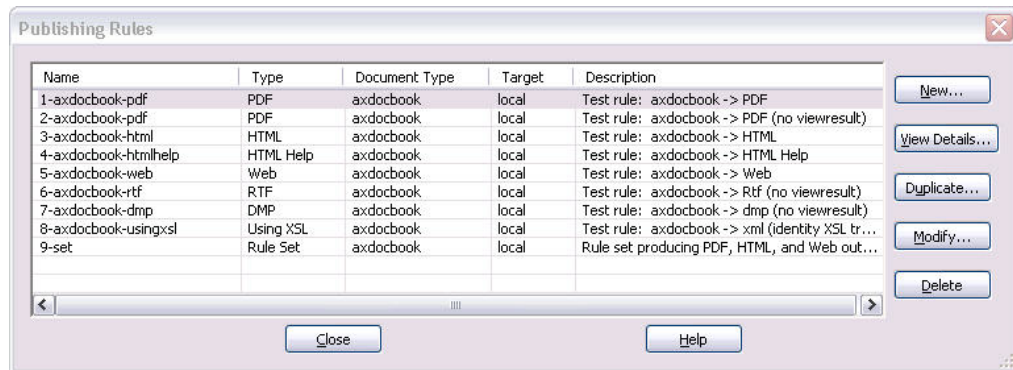 Publishing Rules
Name Type Document Type Target Description
1-axdocbook-pdf PDF axdocbook local Test rule: axdocbook -> PDF
2-axdocbook-pdf PDF axdocbook local Test rule: axdocbook -> PDF (no viewresult)
3-axdocbook-html HTML axdocbook local Test rule: axdocbook -> HTML
4-axdocbook-htmlhelp HTML Help axdocbook local Test rule: axdocbook -> HTML Help
5-axdocbook-web Web axdocbook local Test rule: axdocbook -> Web
6-axdocbook-rtf RTF axdocbook local Test rule: axdocbook -> Rtf (no viewresult)
7-axdocbook-dmp DMP axdocbook local Test rule: axdocbook -> dmp (no viewresult)
8-axdocbook-usingxsl Using XSL axdocbook local Test rule: axdocbook -> xml (identity XSL tr...
9-set Rule Set axdocbook local Rule set producing PDF, HTML, and Web out...
New...
View Details...
Duplicate...
Modify...
Delete
Close Help